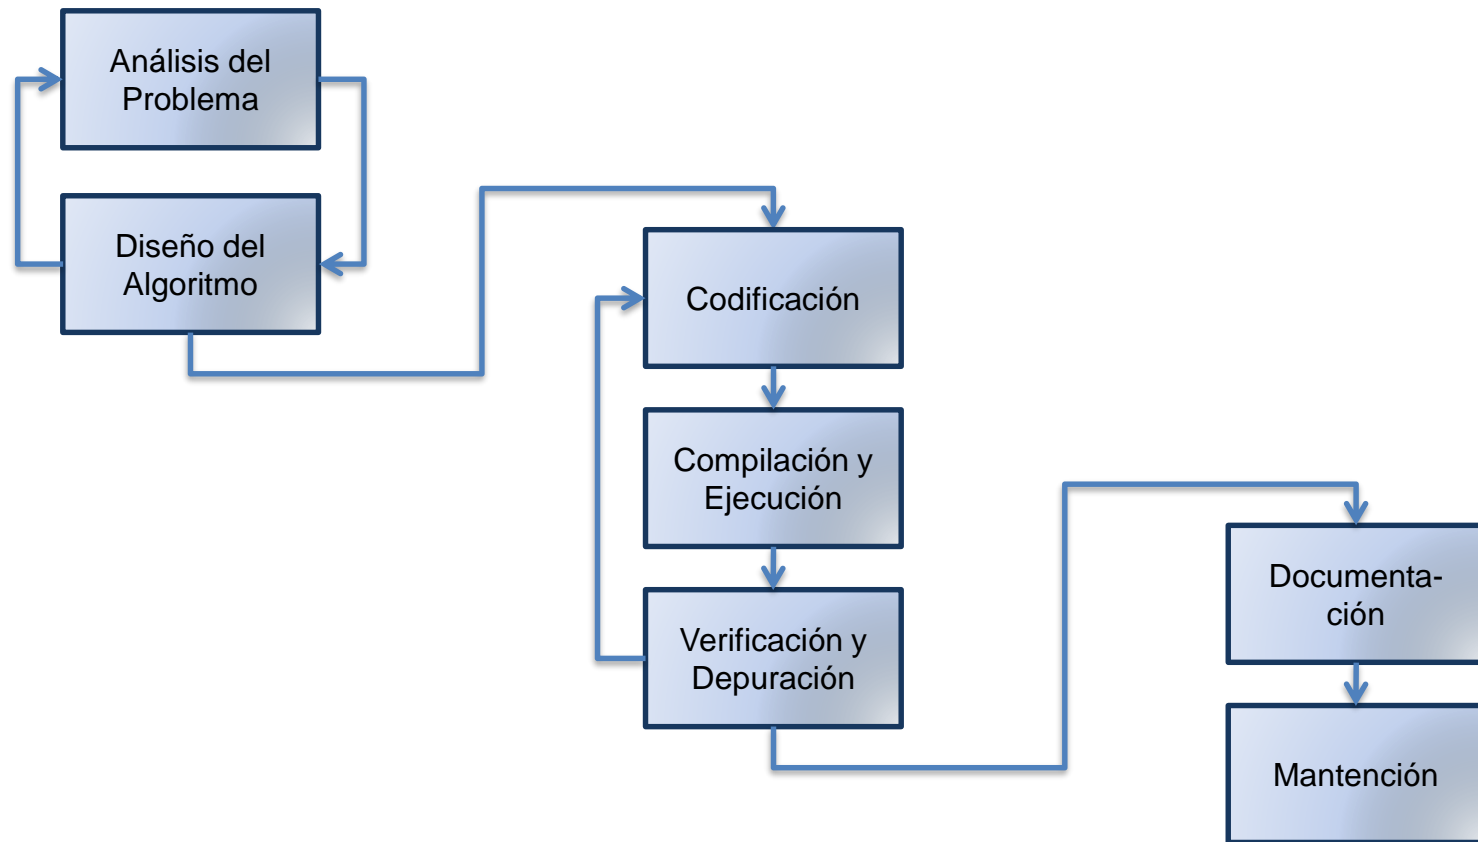 Análisis del
Problema
Diseño del
Algoritmo
Codificación
Compilación y
Ejecución
Verificación y
Depuración
Documenta-
ción
Mantención